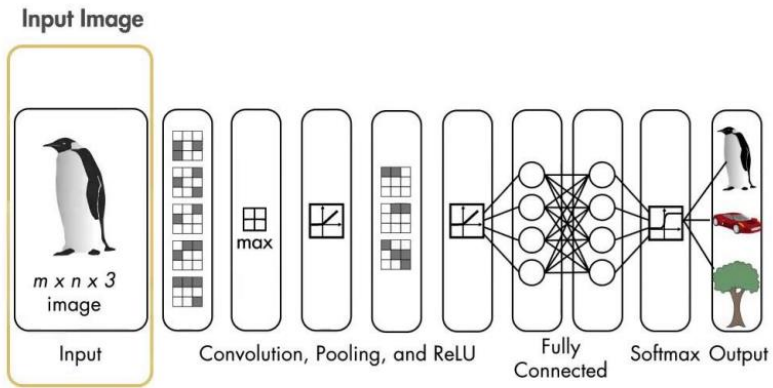 Input Image
m x n x 3
image
max
Input
Convolution, Pooling, and ReLU
Fully
Connected
Softmax
Output